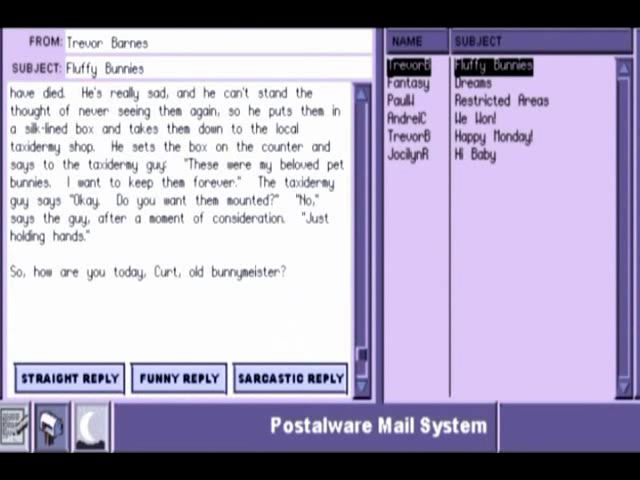 FROM: Trevor Barnes
SUBJECT: Fluffy Bunnies
have died. He's really sad, and he can't stand the
thought of never seeing them again, so he puts them in
a silk-lined box and takes them down to the local
taxidermy shop. He sets the box on the counter and
says to the taxidermy guy: "These were my beloved pet
bunnies. I want to keep them forever." The taxidermy
guy says "Okay. Do you want them mounted?" "No,"
says the guy, after a moment of consideration. "Just
holding hands."
So, how are you today, Curt, old bunnymeister?
STRAIGHT REPLY FUNNY REPLY SARCASTIC REPLY
NAME SUBJECT
TrevorB Fluffy Bunnies
Fantasy Dreams
PaulW Restricted Areas
AndreiC We Won!
TrevorB Happy Monday!
JocilynR Hi Baby
Postalware Mail System